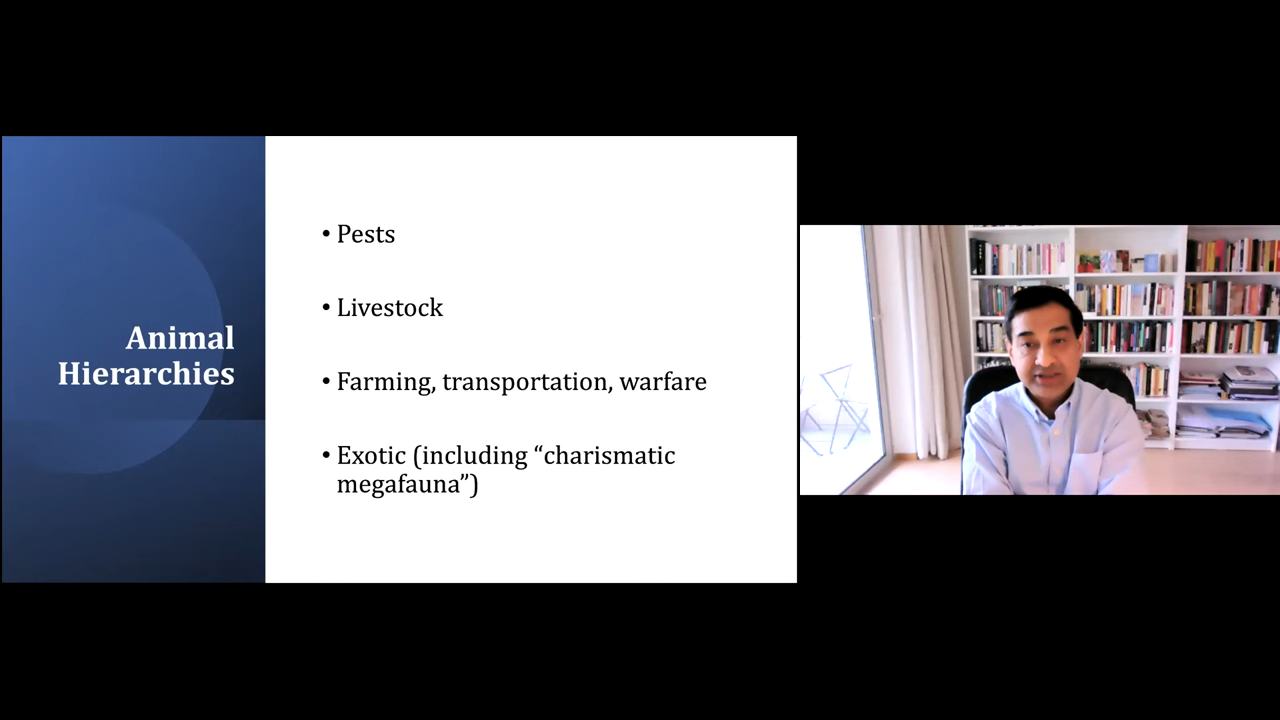 Animal
Hierarchies
• Pests
• Livestock
• Farming, transportation, warfare
• Exotic (including “charismatic
megafauna”)